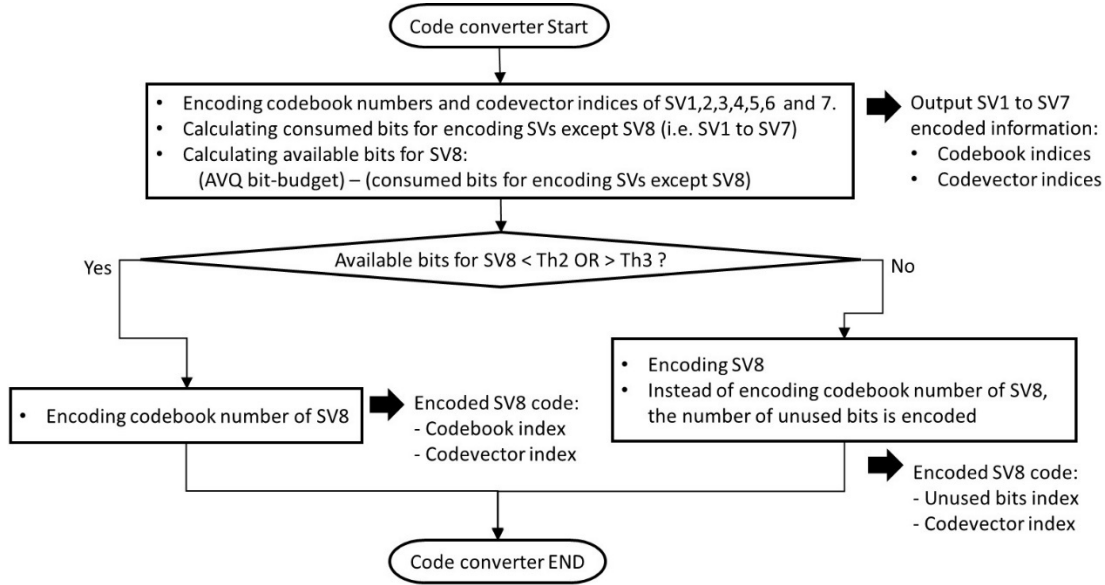 Code converter Start
• Encoding codebook numbers and codevector indices of SV1,2,3,4,5,6 and 7.
• Calculating consumed bits for encoding SVs except SV8 (i.e. SV1 to SV7)
• Calculating available bits for SV8:
(AVQ bit-budget) – (consumed bits for encoding SVs except SV8)
Output SV1 to SV7
encoded information:
• Codebook indices
• Codevector indices
Available bits for SV8 < Th2 OR > Th3 ?
Yes
No
• Encoding codebook number of SV8
Encoded SV8 code:
- Codebook index
- Codevector index
• Encoding SV8
• Instead of encoding codebook number of SV8,
the number of unused bits is encoded
Encoded SV8 code:
- Unused bits index
- Codevector index
Code converter END